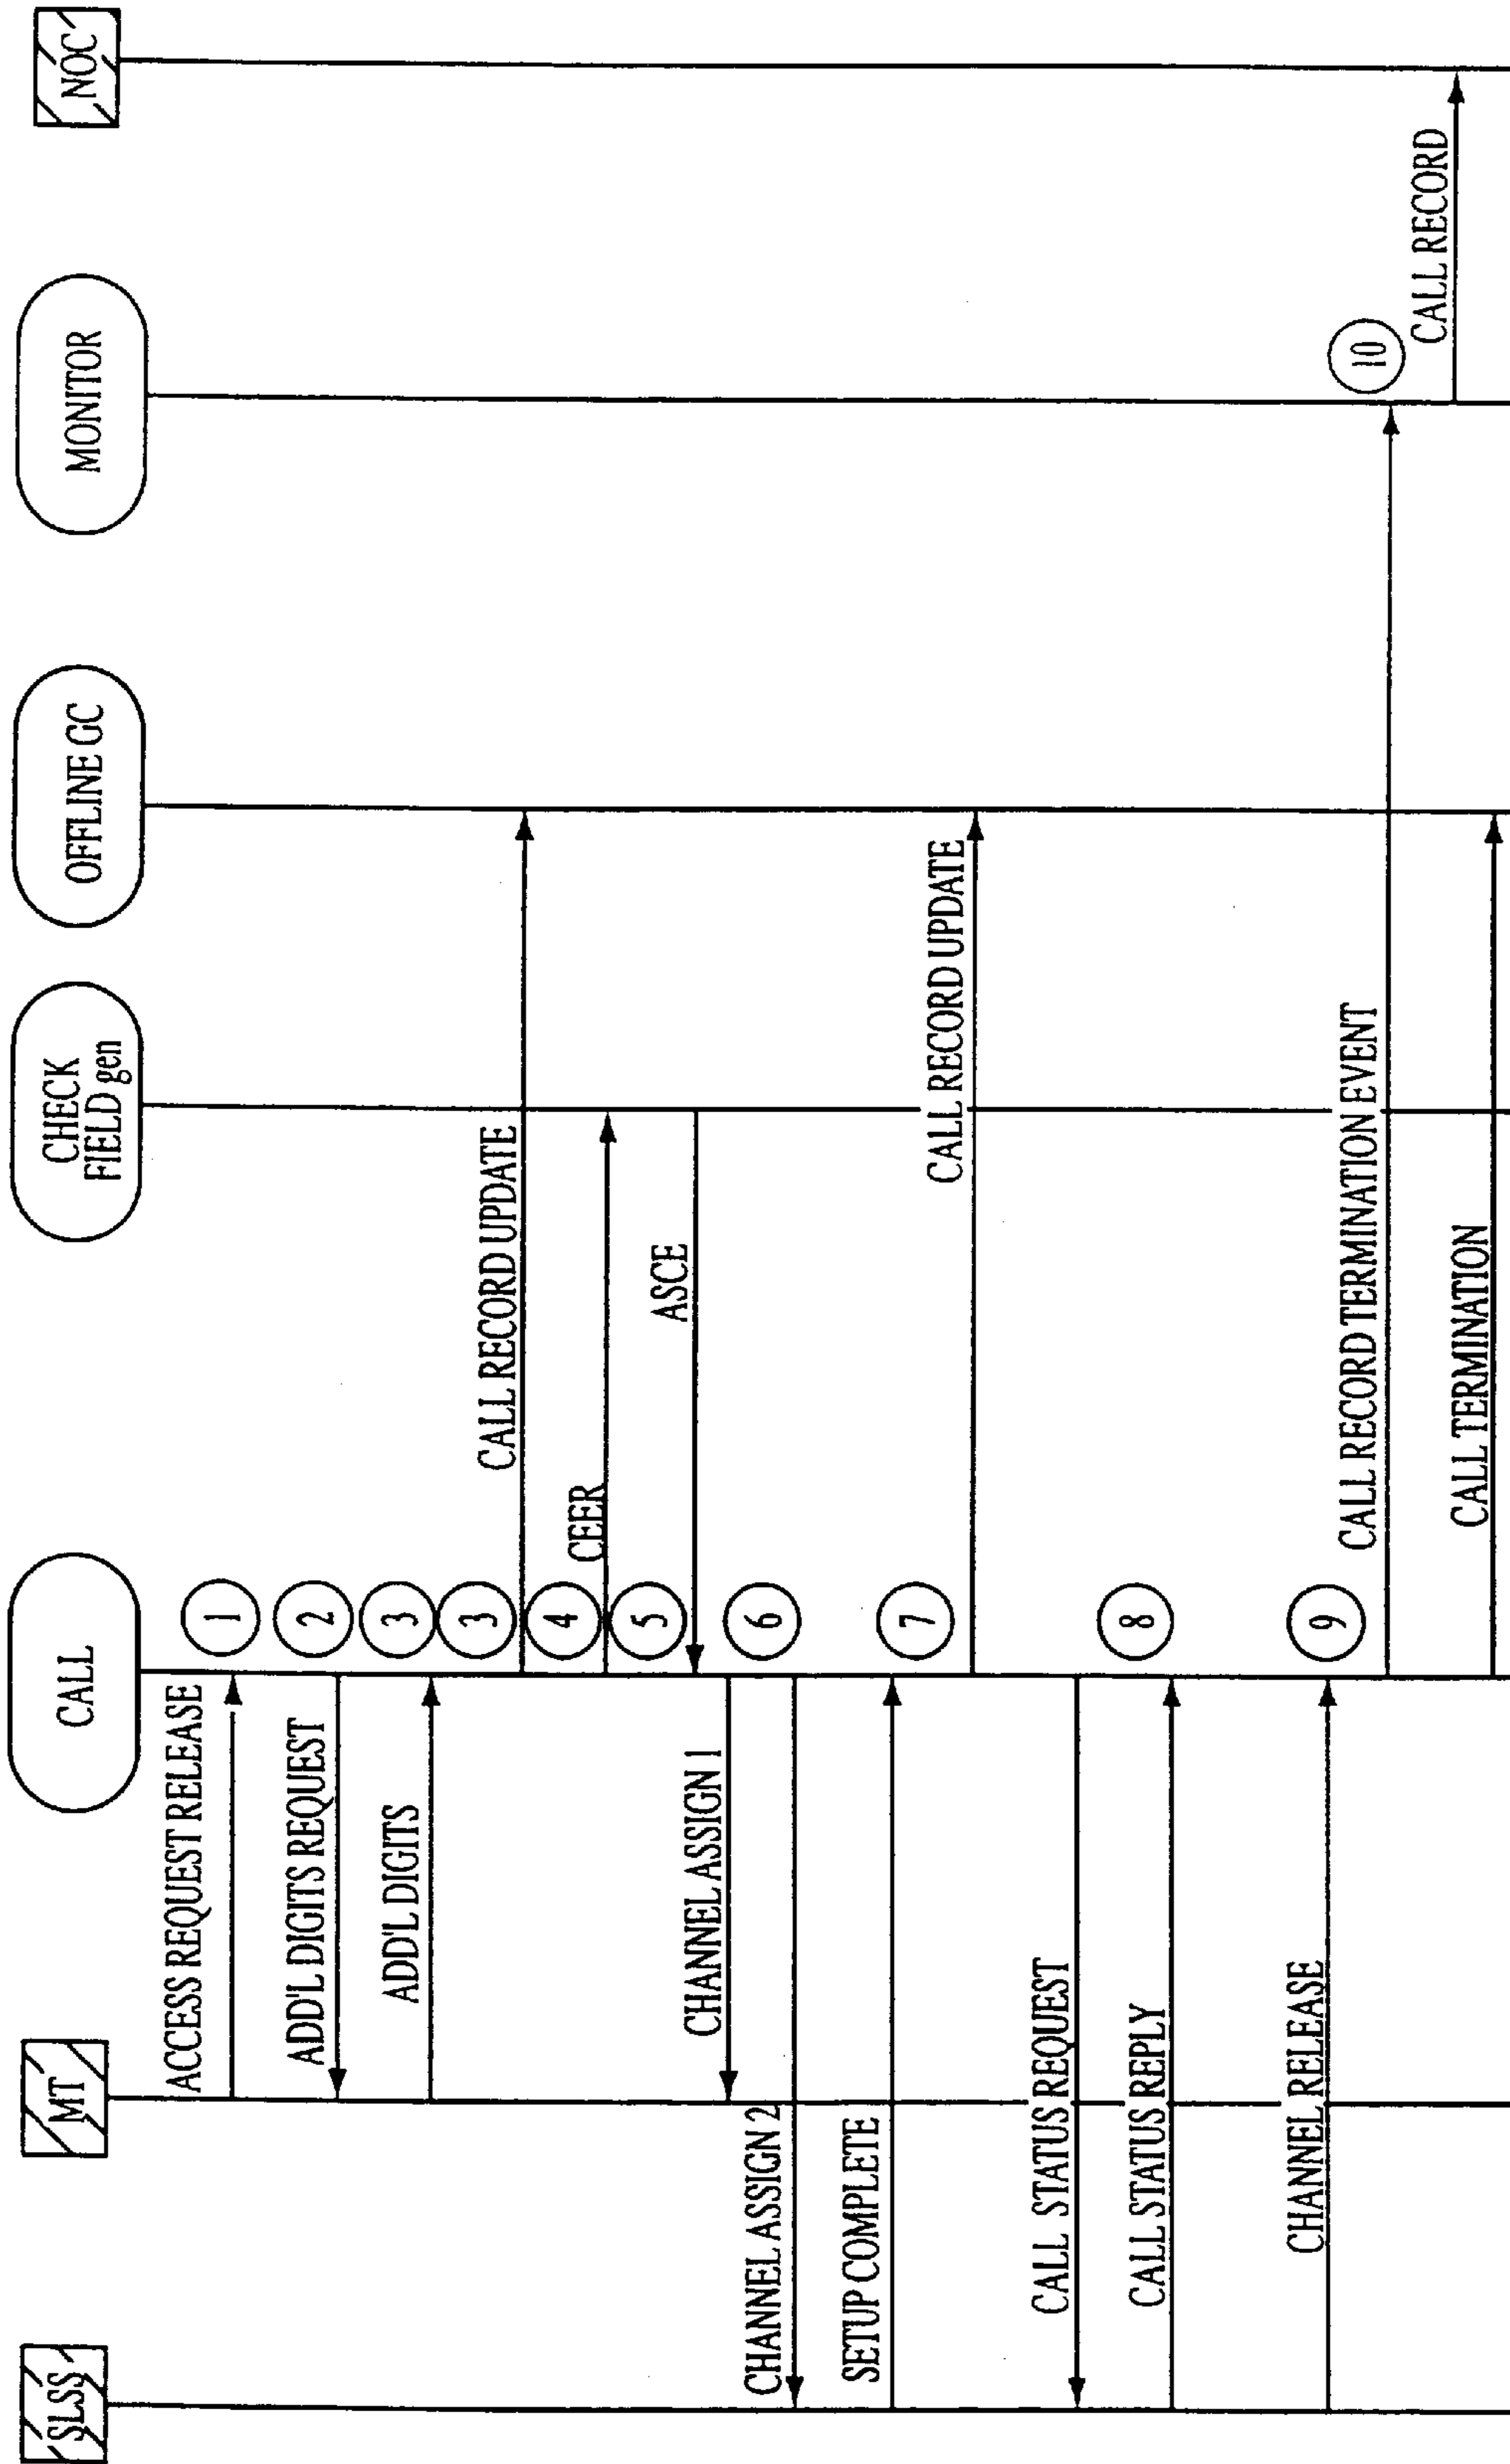 SLSS
MT
CALL
CHECK
FIELD gen
OFFLINE GC
MONITOR
NOC
ACCESS REQUEST RELEASE
1
ADD'L DIGITS REQUEST
2
ADD'L DIGITS
3
3
CALL RECORD UPDATE
4
CEER
5
ASCE
CHANNEL ASSIGN 1
6
CHANNEL ASSIGN 2
SETUP COMPLETE
7
CALL RECORD UPDATE
CALL STATUS REQUEST
CALL STATUS REPLY
8
CHANNEL RELEASE
9
CALL RECORD TERMINATION EVENT
10
CALL RECORD
CALL TERMINATION